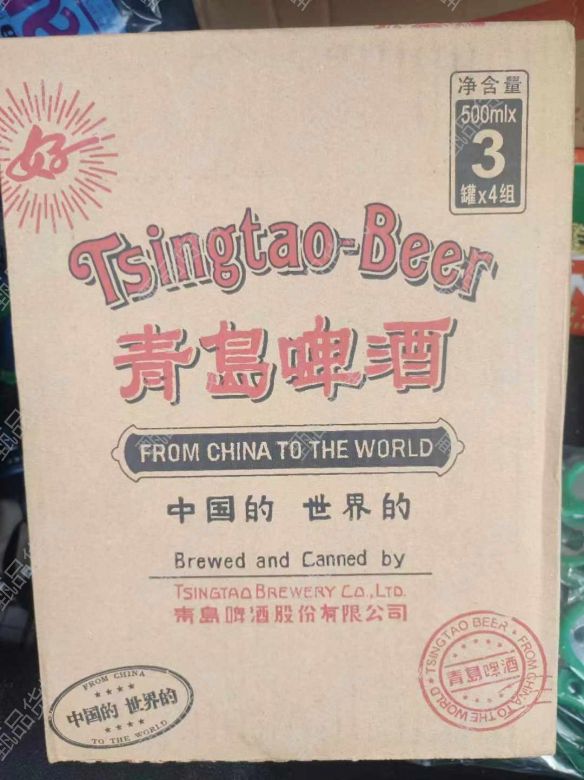 好
净含量
500mlx
3
罐x4组
Tsingtao-Beer
青岛啤酒
FROM CHINA TO THE WORLD
中国的 世界的
Brewed and Canned by
TSINGTAO BREWERY CO.,LTD.
青島啤酒股份有限公司
FROM CHINA
中国的 世界的
TO THE WORLD
TSINGTAO BEER · FROM CHINA TO THE WORLD
青島啤酒